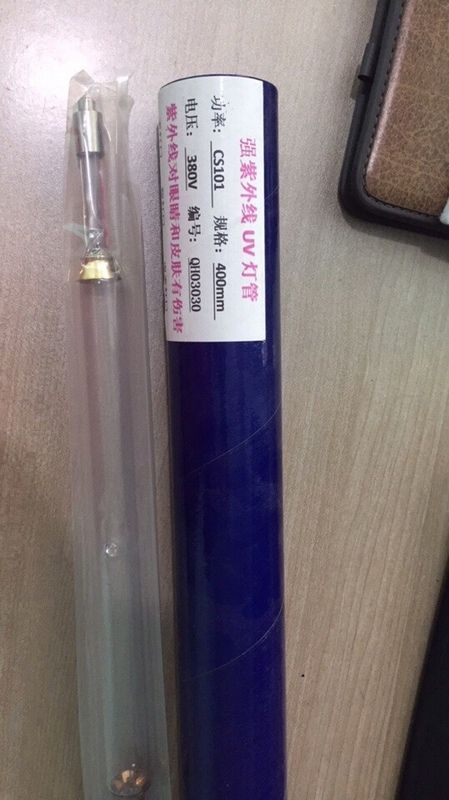 强紫外线 UV 灯管
功率: CS101 规格: 400mm
电压: 380V 编号: QH03030
紫外线对眼睛和皮肤有伤害